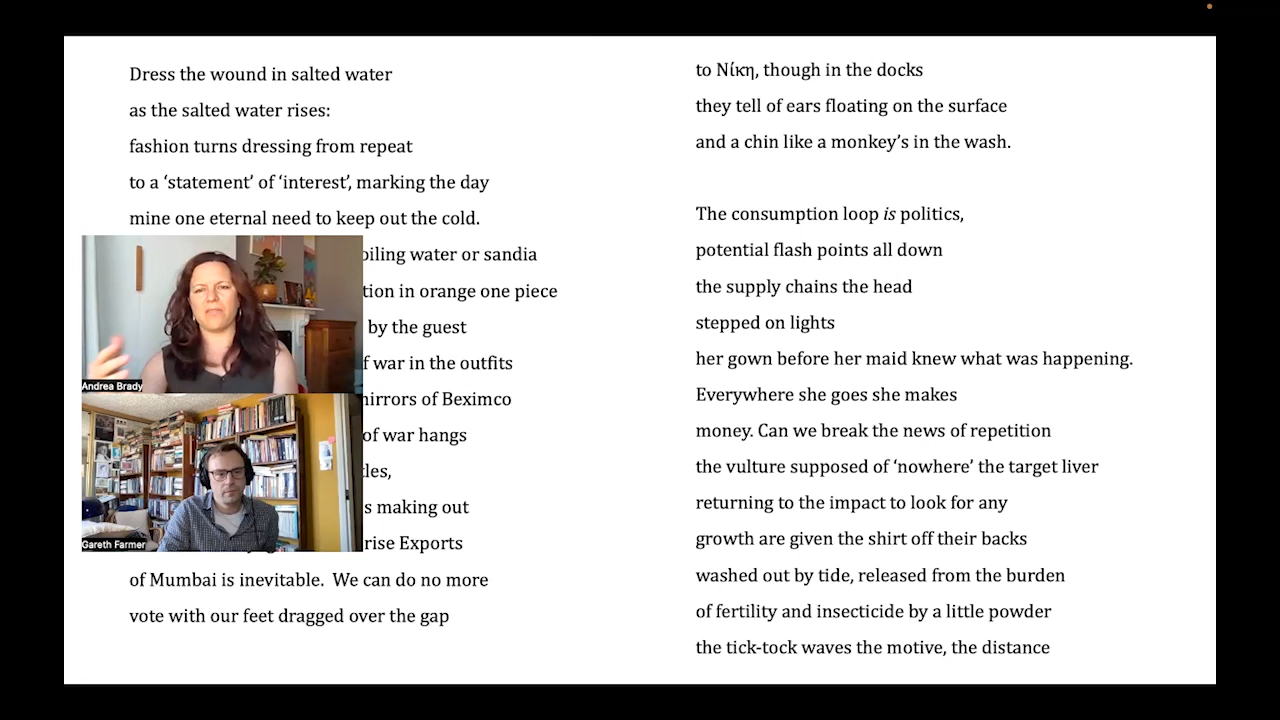 Dress the wound in salted water
as the salted water rises:
fashion turns dressing from repeat
to a ‘statement’ of ‘interest’, marking the day
mine one eternal need to keep out the cold.
oiling water or sandia
tion in orange one piece
by the guest
f war in the outfits
mirrors of Beximco
of war hangs
tles,
s making out
rise Exports
of Mumbai is inevitable.  We can do no more
vote with our feet dragged over the gap
Andrea Brady
Gareth Farmer
to Νίκη, though in the docks
they tell of ears floating on the surface
and a chin like a monkey’s in the wash.
The consumption loop is politics,
potential flash points all down
the supply chains the head
stepped on lights
her gown before her maid knew what was happening.
Everywhere she goes she makes
money. Can we break the news of repetition
the vulture supposed of ‘nowhere’ the target liver
returning to the impact to look for any
growth are given the shirt off their backs
washed out by tide, released from the burden
of fertility and insecticide by a little powder
the tick-tock waves the motive, the distance